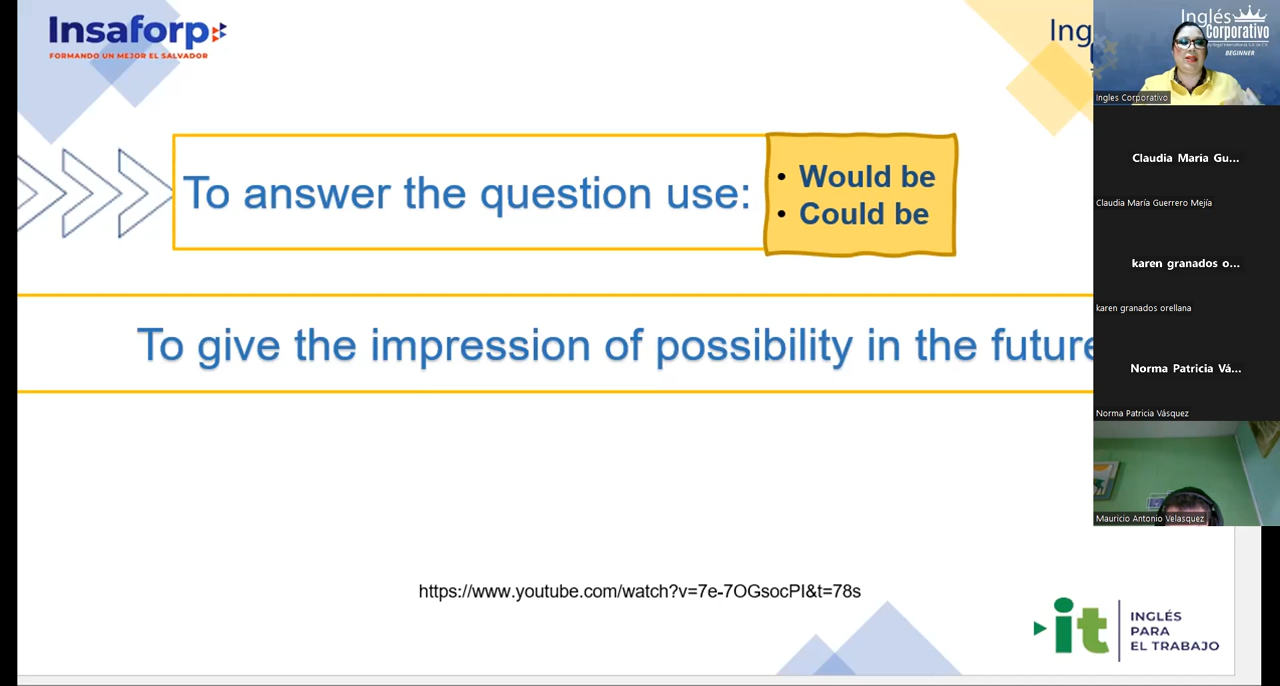 Insaforp
FORMANDO UN MEJOR EL SALVADOR
Ing
Inglés
Corporativo
BEGINNER
Ingles Corporativo
To answer the question use:
• Would be
• Could be
Claudia María Gu...
Claudia María Guerrero Mejía
karen granados o...
karen granados orellana
To give the impression of possibility in the future
Norma Patricia Vá...
Norma Patricia Vásquez
Mauricio Antonio Velasquez
https://www.youtube.com/watch?v=7e-7OGsocPI&t=78s
it
INGLÉS
PARA
EL TRABAJO